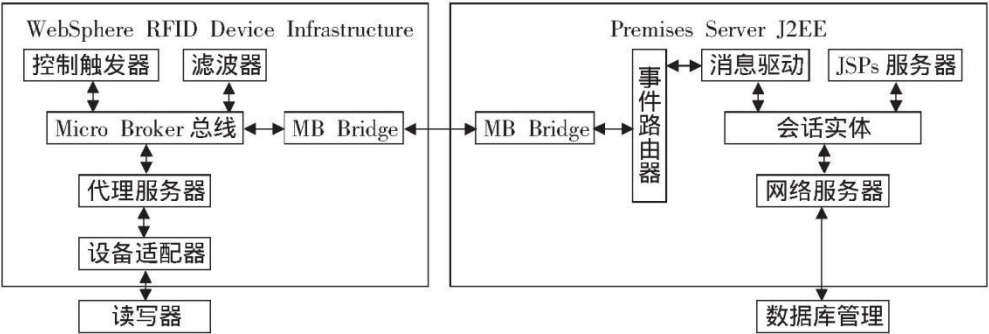 WebSphere RFID Device Infrastructure
控制触发器
滤波器
Micro Broker 总线
MB Bridge
代理服务器
设备适配器
读写器
Premises Server J2EE
MB Bridge
事件路由器
消息驱动
JSPs 服务器
会话实体
网络服务器
数据库管理